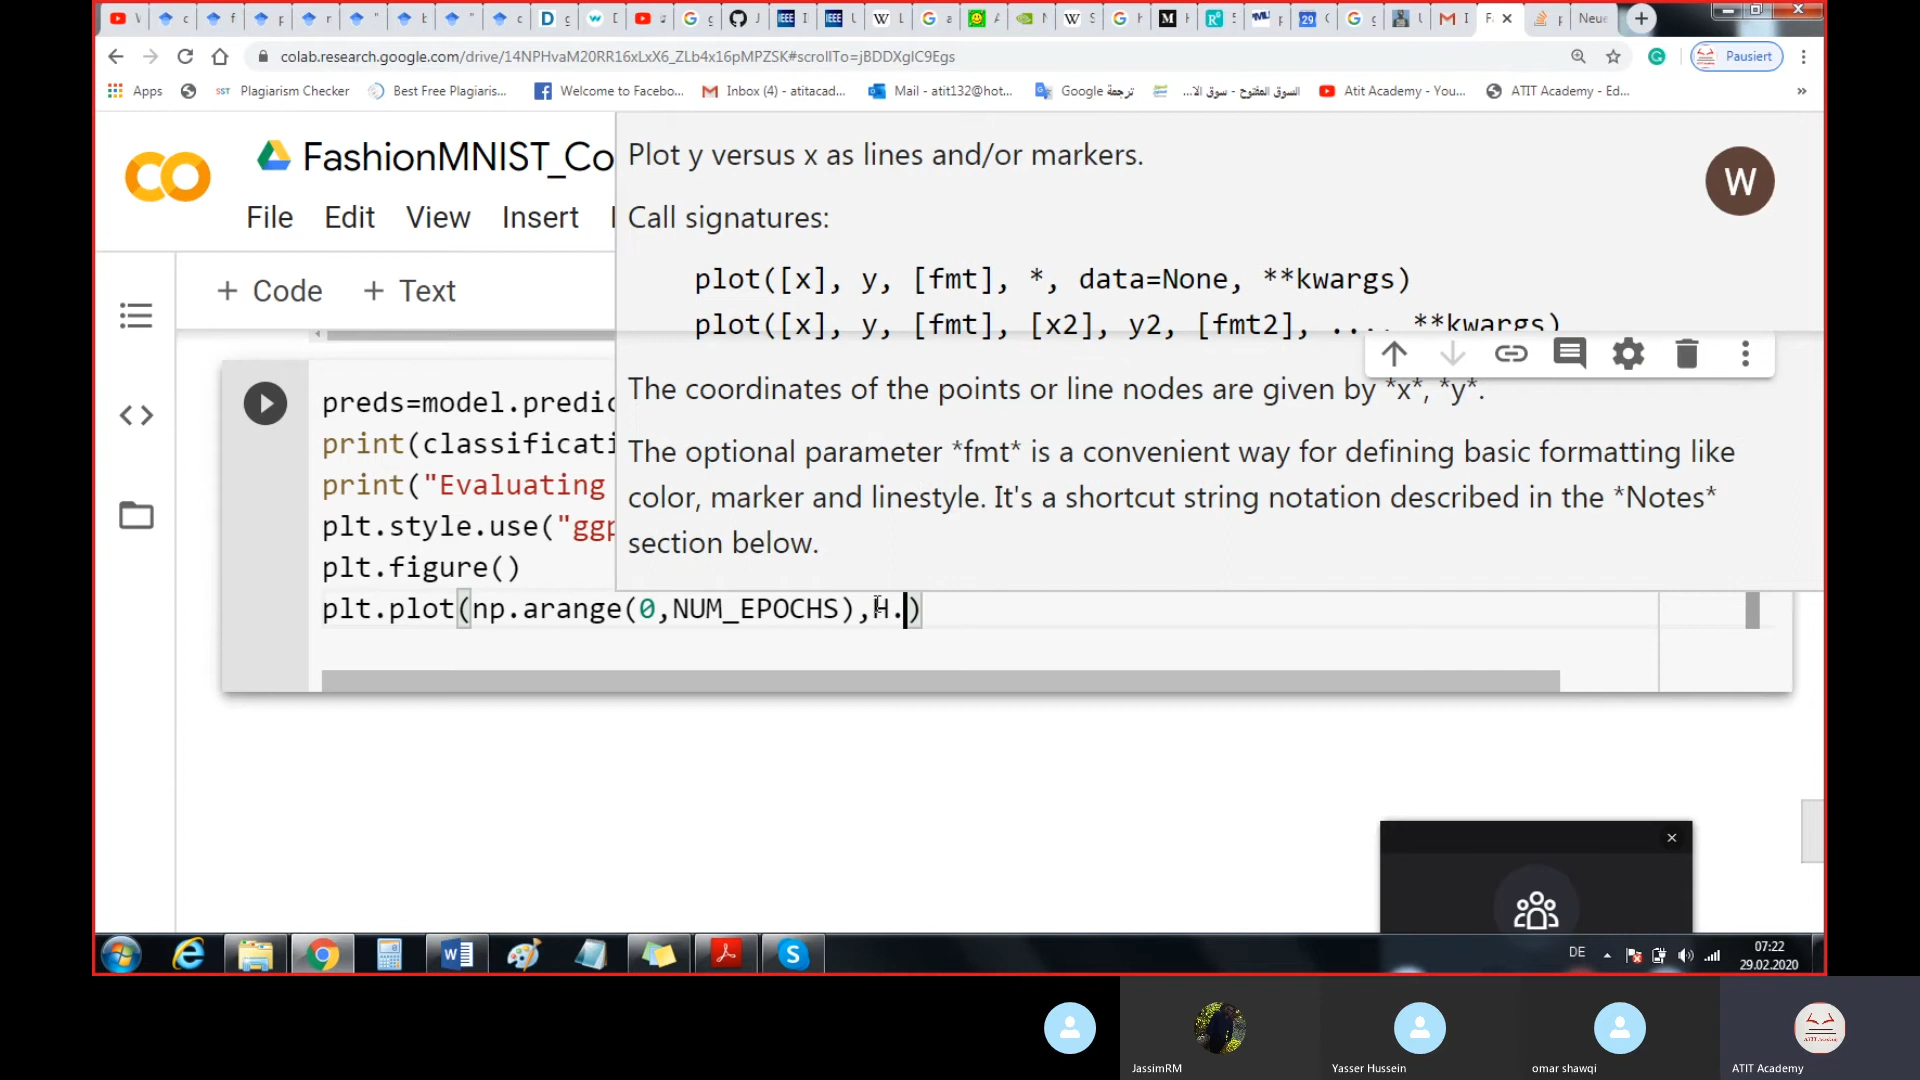 colab.research.google.com/drive/14NPHvaM20RR16xLxX6_ZLb4x16pMPZSK#scrollTo=jBDDXgIC9Egs
Pausiert
Apps
Plagiarism Checker
Best Free Plagiaris...
Welcome to Facebo...
Inbox (4) - atitacad...
Mail - atit132@hot...
ترجمة Google
السوق المفتوح - سوق الا...
Atit Academy - You...
ATIT Academy - Ed...
FashionMNIST_Co
W
File Edit View Insert
+ Code + Text
Plot y versus x as lines and/or markers.
Call signatures:
plot([x], y, [fmt], *, data=None, **kwargs)
plot([x], y, [fmt], [x2], y2, [fmt2], ..., **kwargs)
The coordinates of the points or line nodes are given by *x*, *y*.
The optional parameter *fmt* is a convenient way for defining basic formatting like
color, marker and linestyle. It's a shortcut string notation described in the *Notes*
section below.
preds=model.predic
print(classificati
print("Evaluating
plt.style.use("ggp
plt.figure()
plt.plot(np.arange(0,NUM_EPOCHS),H.)
DE
07:22
29.02.2020
JassimRM
Yasser Hussein
omar shawqi
ATIT Academy